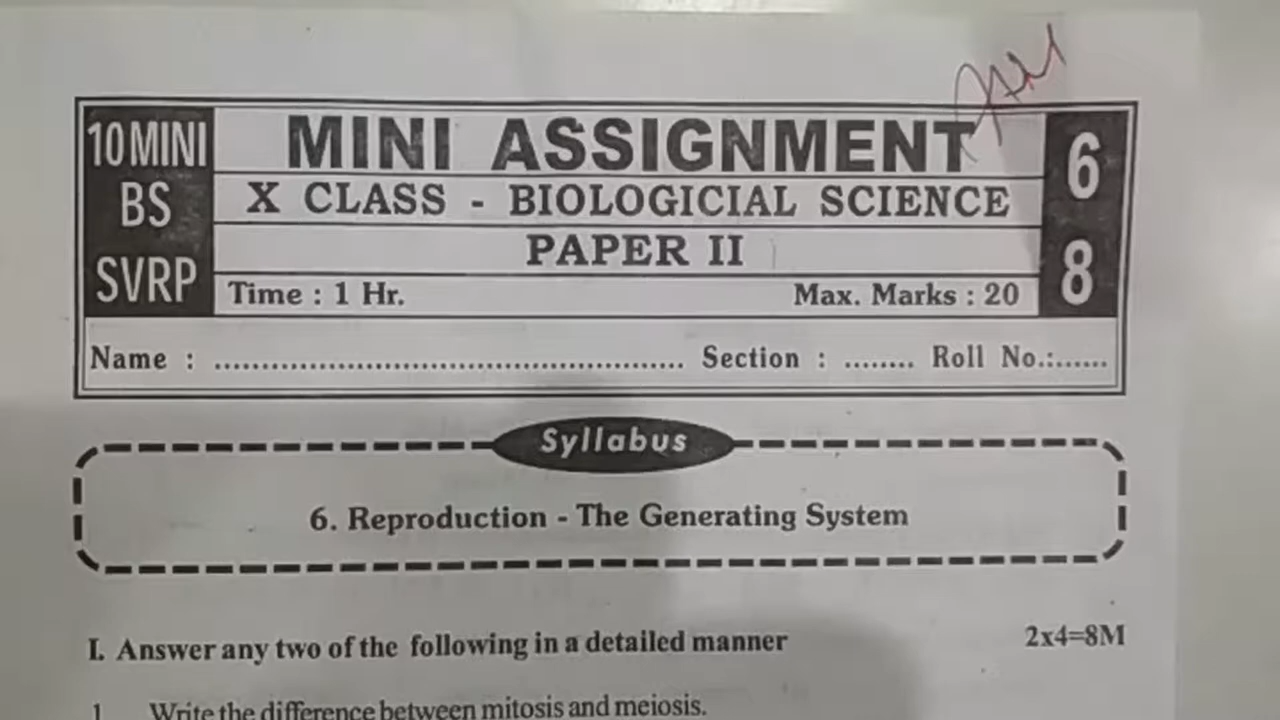 10 MINI
BS
SVRP
MINI ASSIGNMENT
X CLASS - BIOLOGICIAL SCIENCE
PAPER II
Time : 1 Hr. Max. Marks : 20
6
8
Name : .................................................. Section : ........ Roll No.:......
Syllabus
6. Reproduction - The Generating System
I. Answer any two of the following in a detailed manner 2x4=8M
1 Write the difference between mitosis and meiosis.